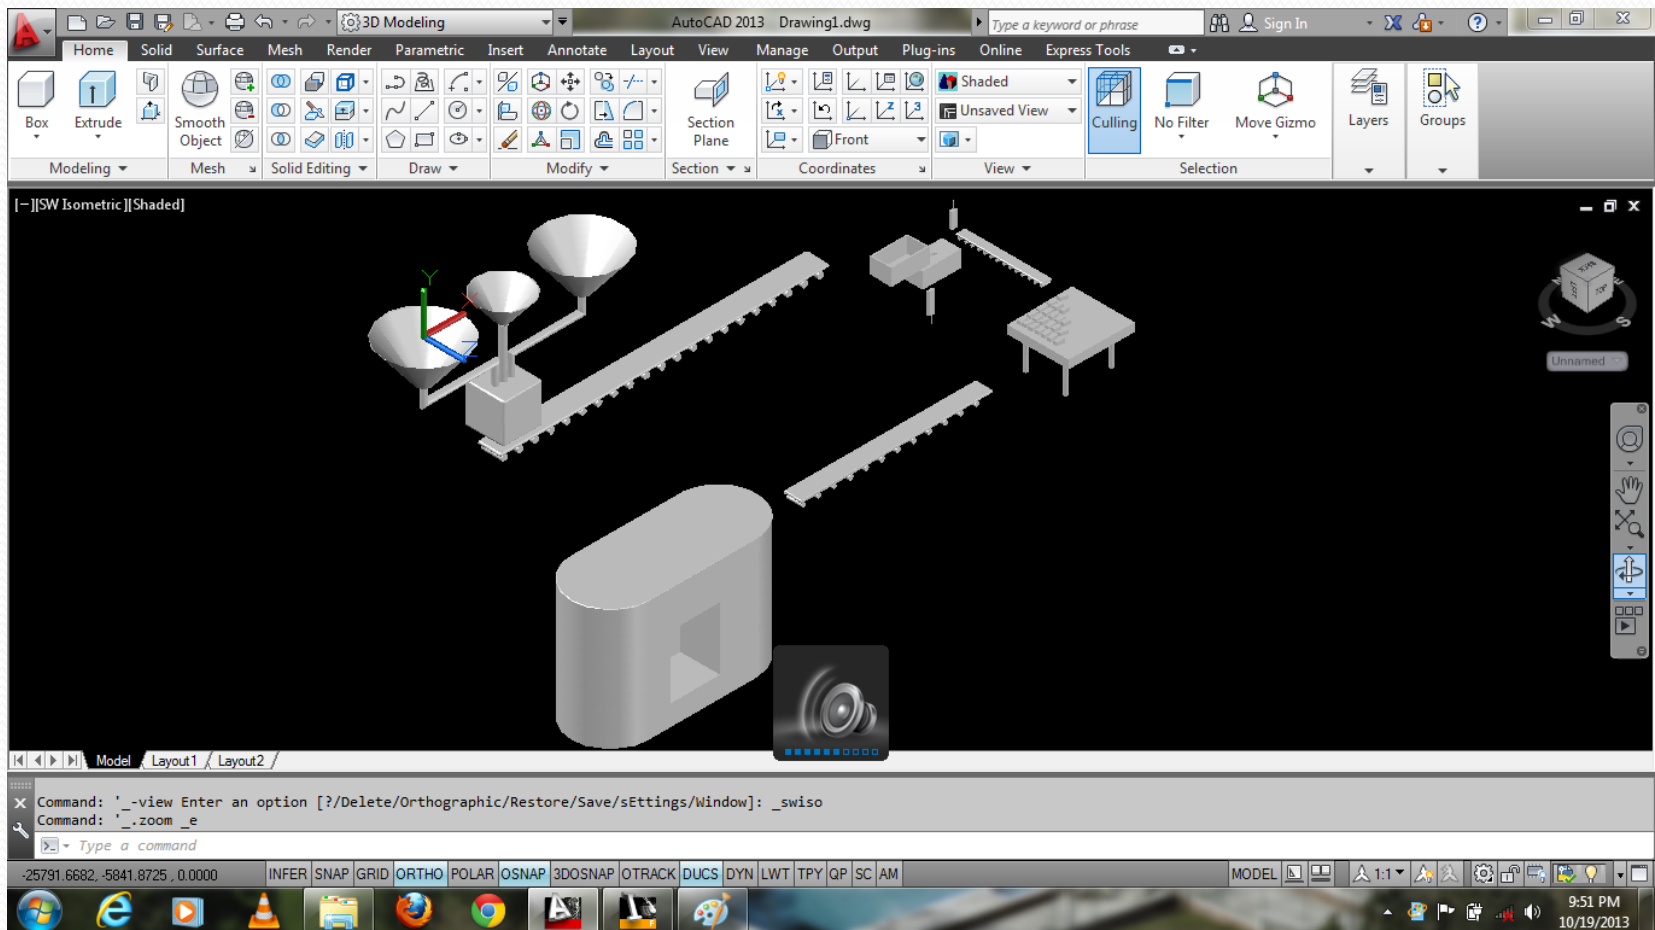 3D Modeling
AutoCAD 2013 Drawing1.dwg
Type a keyword or phrase
Sign In
Home Solid Surface Mesh Render Parametric Insert Annotate Layout View Manage Output Plug-ins Online Express Tools
Box
Extrude
Smooth
Object
Section
Plane
Shaded
Unsaved View
Front
Culling
No Filter
Move Gizmo
Layers
Groups
Modeling
Mesh
Solid Editing
Draw
Modify
Section
Coordinates
View
Selection
[−][SW Isometric][Shaded]
Y
X
Z
TOP
W
S
Unnamed
Model Layout1 Layout2
Command: '_-view Enter an option [?/Delete/Orthographic/Restore/Save/sEttings/Window]: _swiso
Command: '_.zoom _e
Type a command
-25791.6682, -5841.8725 , 0.0000
INFER SNAP GRID ORTHO POLAR OSNAP 3DOSNAP OTRACK DUCS DYN LWT TPY QP SC AM
MODEL
1:1
9:51 PM
10/19/2013